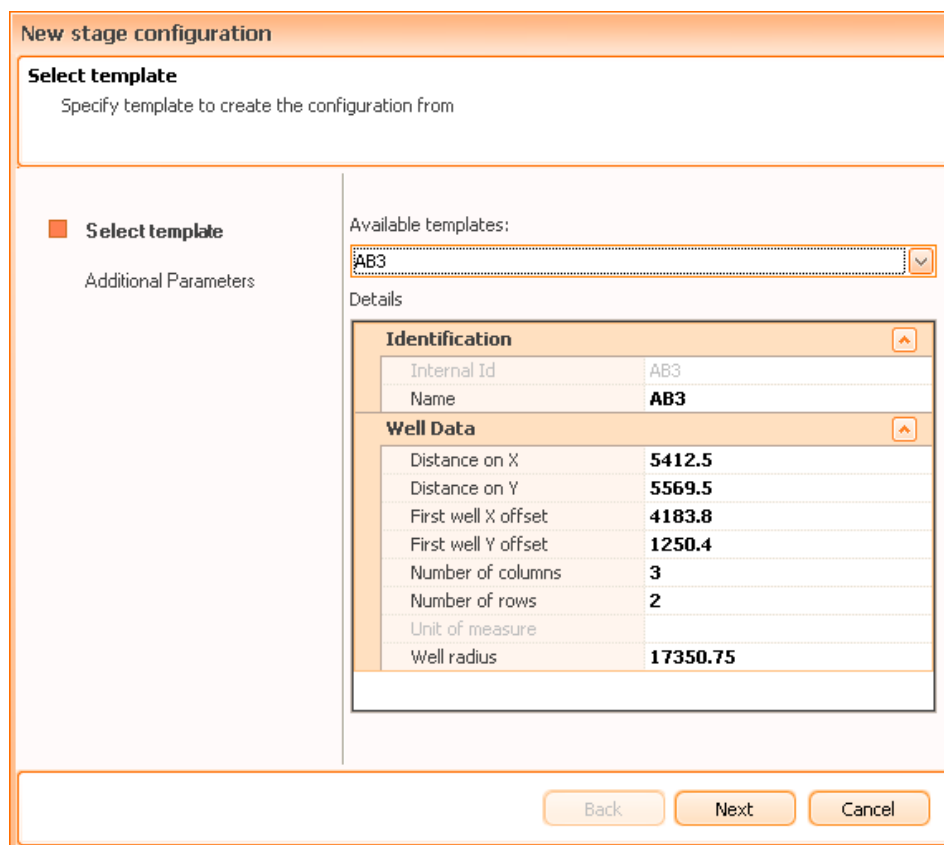 New stage configuration
Select template
Specify template to create the configuration from
Select template
Additional Parameters
Available templates:
AB3
Details
Identification
Internal Id AB3
Name AB3
Well Data
Distance on X 5412.5
Distance on Y 5569.5
First well X offset 4183.8
First well Y offset 1250.4
Number of columns 3
Number of rows 2
Unit of measure
Well radius 17350.75
Back Next Cancel